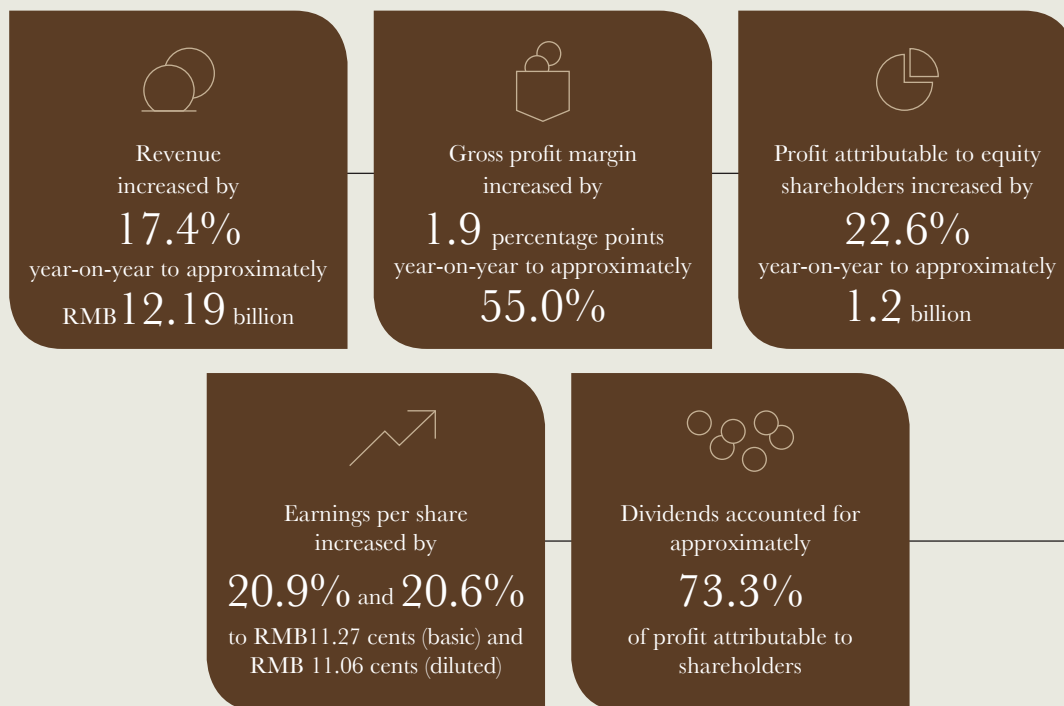 Revenue
increased by
17.4%
year-on-year to approximately
RMB 12.19 billion
Gross profit margin
increased by
1.9 percentage points
year-on-year to approximately
55.0%
Profit attributable to equity
shareholders increased by
22.6%
year-on-year to approximately
1.2 billion
Earnings per share
increased by
20.9% and 20.6%
to RMB11.27 cents (basic) and
RMB 11.06 cents (diluted)
Dividends accounted for
approximately
73.3%
of profit attributable to
shareholders